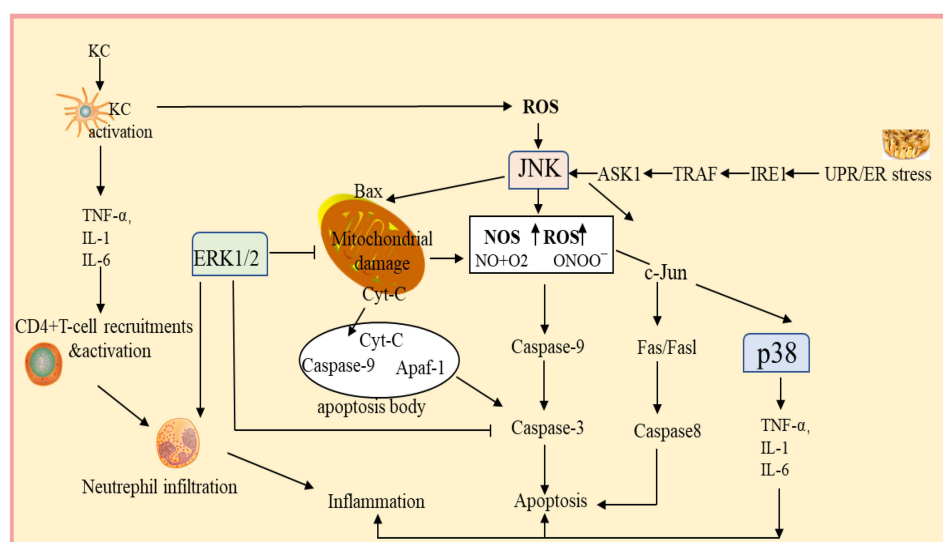 KC
KC
activation
ROS
JNK
ASK1
TRAF
IRE1
UPR/ER stress
Bax
TNF-α,
IL-1
IL-6
ERK1/2
Mitochondrial
damage
NOS ROS
NO+O2 ONOO⁻
c-Jun
Cyt-C
CD4+T-cell recruitments
&activation
Cyt-C
Caspase-9 Apaf-1
apoptosis body
Caspase-9
Fas/Fasl
p38
Caspase-3
Caspase8
TNF-α,
IL-1
IL-6
Neutrephil infiltration
Inflammation
Apoptosis